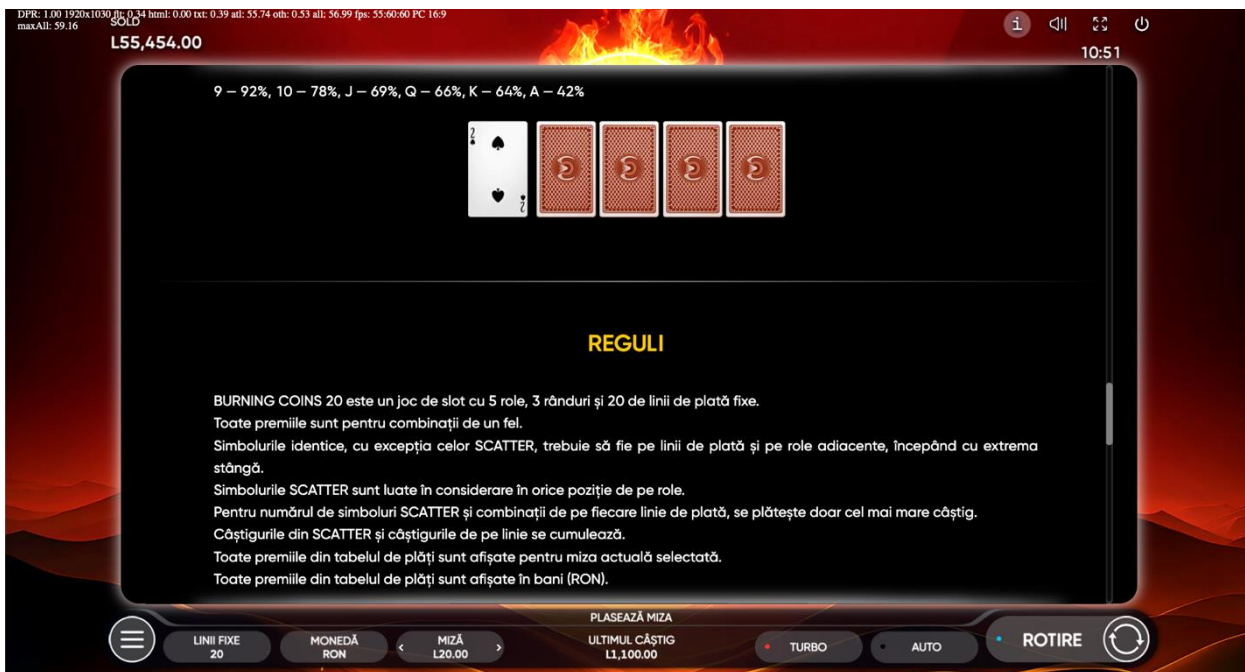 DPR: 1.00 1920x1030 flt: 0.34 html: 0.00 txt: 0.39 atl: 55.74 oth: 0.53 all: 56.99 fps: 55:60:60 PC 16:9
maxAll: 59.16
SOLD
L55,454.00
i
10:51
9 – 92%, 10 – 78%, J – 69%, Q – 66%, K – 64%, A – 42%
2
2
REGULI
BURNING COINS 20 este un joc de slot cu 5 role, 3 rânduri și 20 de linii de plată fixe.
Toate premiile sunt pentru combinații de un fel.
Simbolurile identice, cu excepția celor SCATTER, trebuie să fie pe linii de plată și pe role adiacente, începând cu extrema
stângă.
Simbolurile SCATTER sunt luate în considerare în orice poziție de pe role.
Pentru numărul de simboluri SCATTER și combinații de pe fiecare linie de plată, se plătește doar cel mai mare câștig.
Câștigurile din SCATTER și câștigurile de pe linie se cumulează.
Toate premiile din tabelul de plăți sunt afișate pentru miza actuală selectată.
Toate premiile din tabelul de plăți sunt afișate în bani (RON).
PLASEAZĂ MIZA
LINII FIXE
20
MONEDĂ
RON
‹ MIZĂ ›
L20.00
ULTIMUL CÂȘTIG
L1,100.00
TURBO
AUTO
ROTIRE